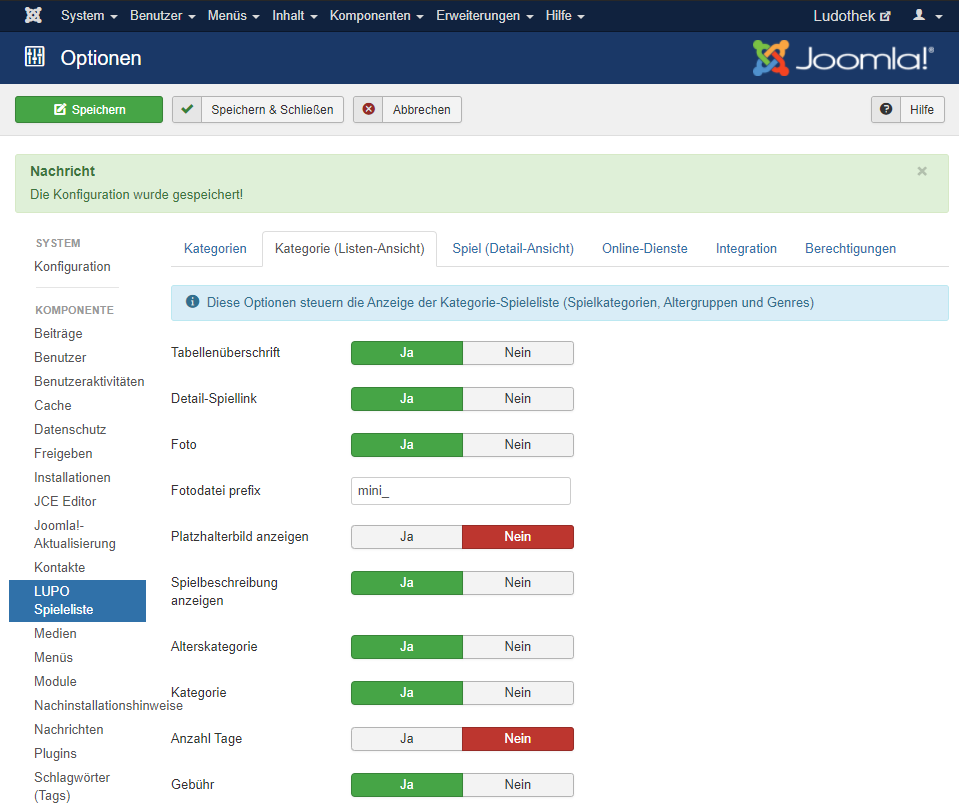 System Benutzer Menüs Inhalt Komponenten Erweiterungen Hilfe Ludothek
Optionen Joomla!®
Speichern Speichern & Schließen Abbrechen Hilfe
Nachricht ×
Die Konfiguration wurde gespeichert!
SYSTEM
Konfiguration
KOMPONENTE
Beiträge
Benutzer
Benutzeraktivitäten
Cache
Datenschutz
Freigeben
Installationen
JCE Editor
Joomla!-
Aktualisierung
Kontakte
LUPO
Spieleliste
Medien
Menüs
Module
Nachinstallationshinweise
Nachrichten
Plugins
Schlagwörter
(Tags)
Kategorien Kategorie (Listen-Ansicht) Spiel (Detail-Ansicht) Online-Dienste Integration Berechtigungen
Diese Optionen steuern die Anzeige der Kategorie-Spieleliste (Spielkategorien, Altergruppen und Genres)
Tabellenüberschrift Ja Nein
Detail-Spiellink Ja Nein
Foto Ja Nein
Fotodatei prefix mini_
Platzhalterbild anzeigen Ja Nein
Spielbeschreibung
anzeigen Ja Nein
Alterskategorie Ja Nein
Kategorie Ja Nein
Anzahl Tage Ja Nein
Gebühr Ja Nein